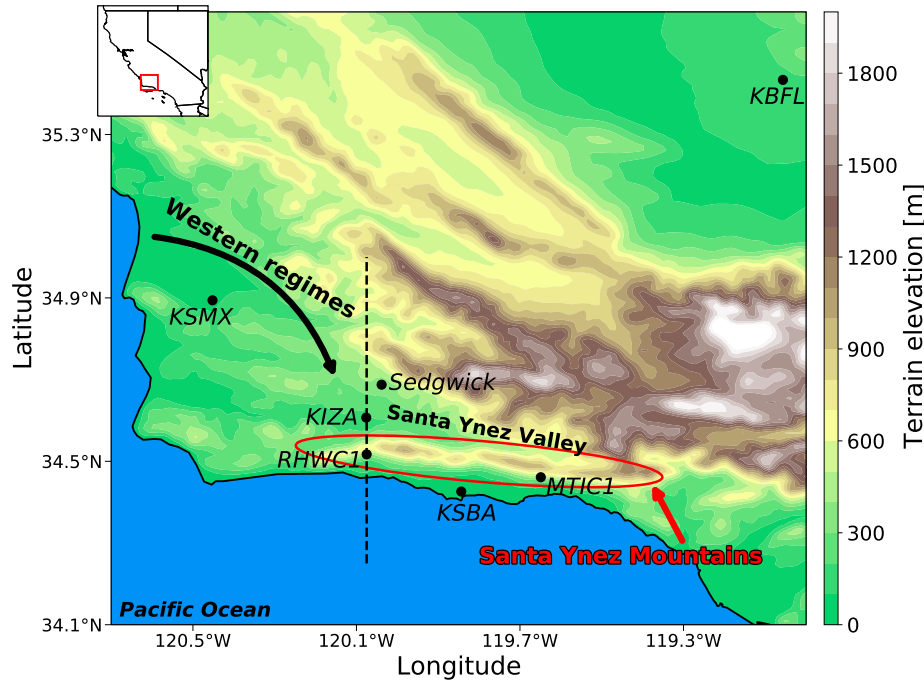 KBFL
35.3°N
Western regimes
34.9°N
KSMX
Sedgwick
KIZA
Santa Ynez Valley
RHWC1
34.5°N
MTIC1
KSBA
Santa Ynez Mountains
Pacific Ocean
34.1°N
120.5°W
120.1°W
119.7°W
119.3°W
Longitude
Latitude
1800
1500
1200
900
600
300
0
Terrain elevation [m]